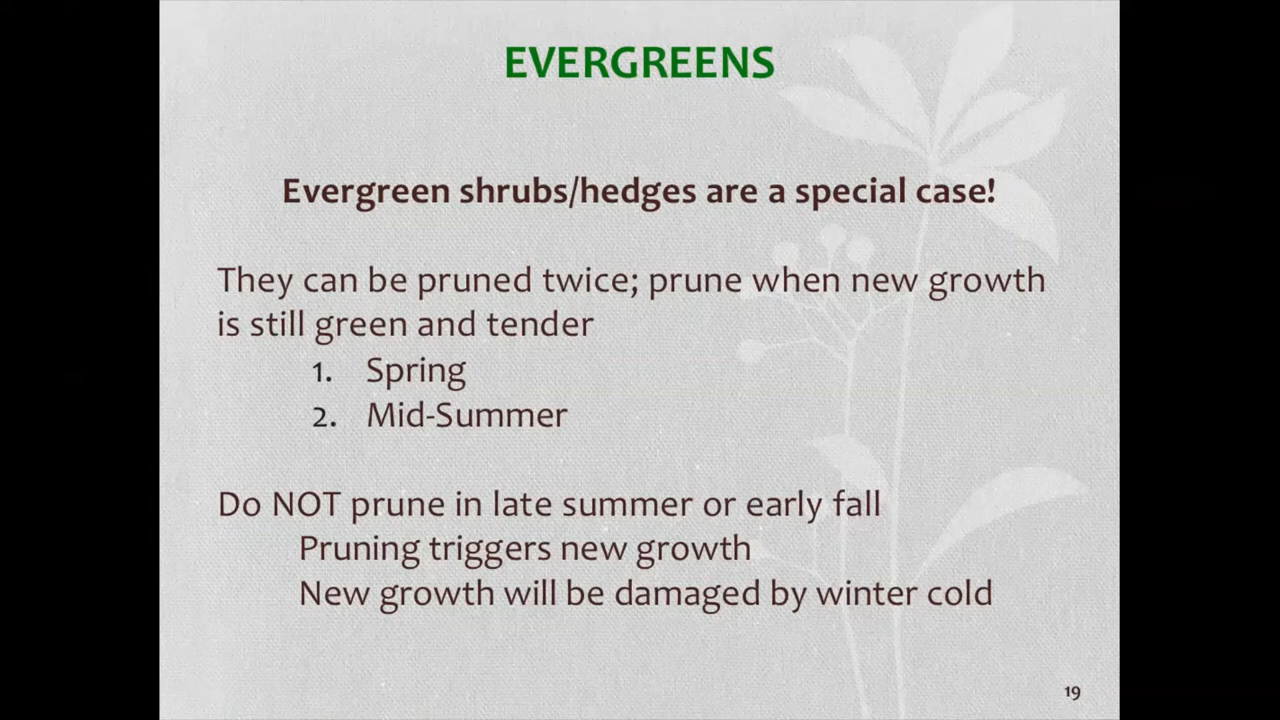 EVERGREENS
Evergreen shrubs/hedges are a special case!
They can be pruned twice; prune when new growth
is still green and tender
1. Spring
2. Mid-Summer
Do NOT prune in late summer or early fall
Pruning triggers new growth
New growth will be damaged by winter cold
19